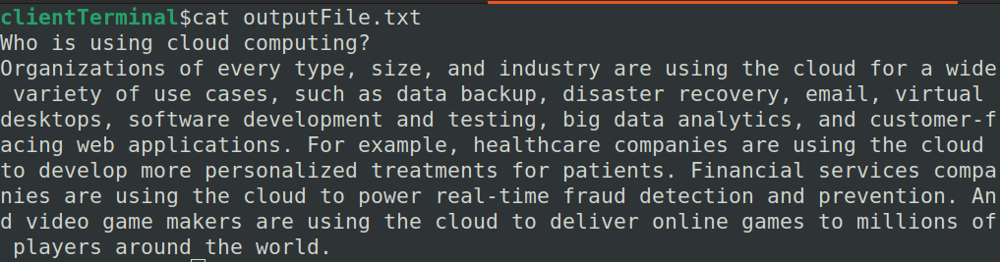 clientTerminal$cat outputFile.txt
Who is using cloud computing?
Organizations of every type, size, and industry are using the cloud for a wide
 variety of use cases, such as data backup, disaster recovery, email, virtual
desktops, software development and testing, big data analytics, and customer-f
acing web applications. For example, healthcare companies are using the cloud
to develop more personalized treatments for patients. Financial services compa
nies are using the cloud to power real-time fraud detection and prevention. An
d video game makers are using the cloud to deliver online games to millions of
 players around the world.